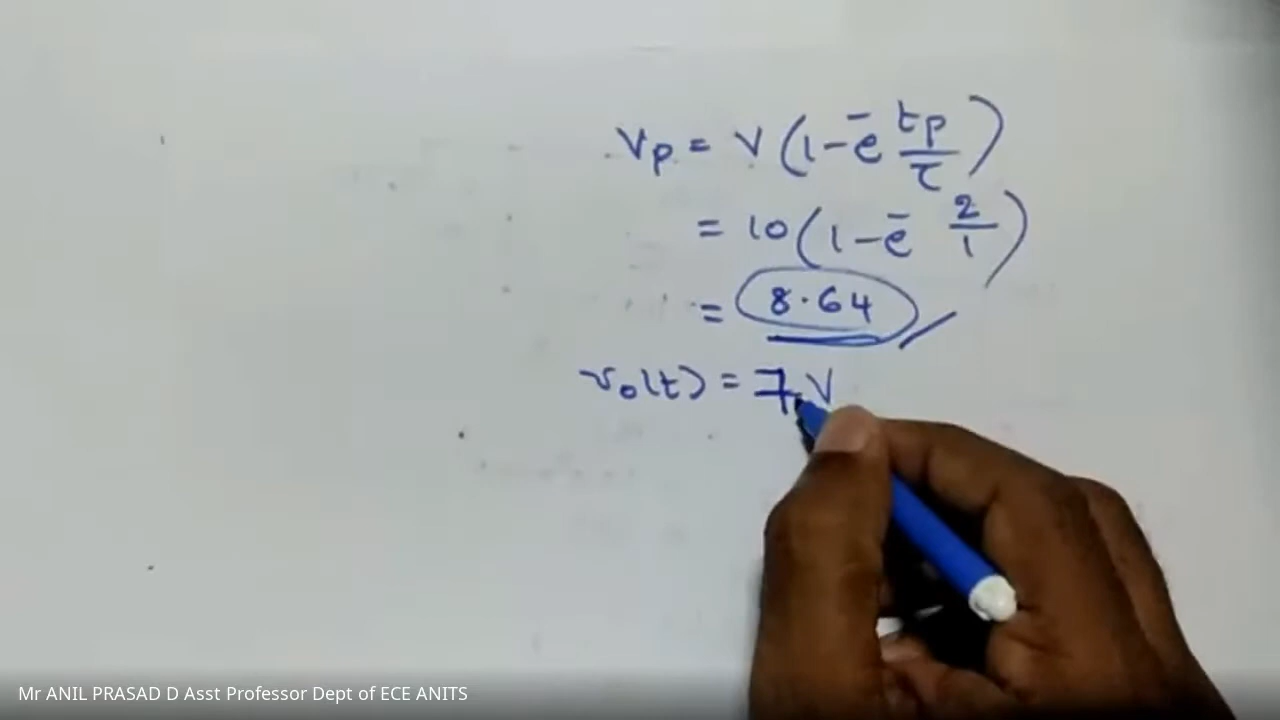 Vp = V (1-e^- tp/τ)
= 10 (1-e^- 2/1)
= 8.64
v₀(t) = 7 V
Mr ANIL PRASAD D Asst Professor Dept of ECE ANITS